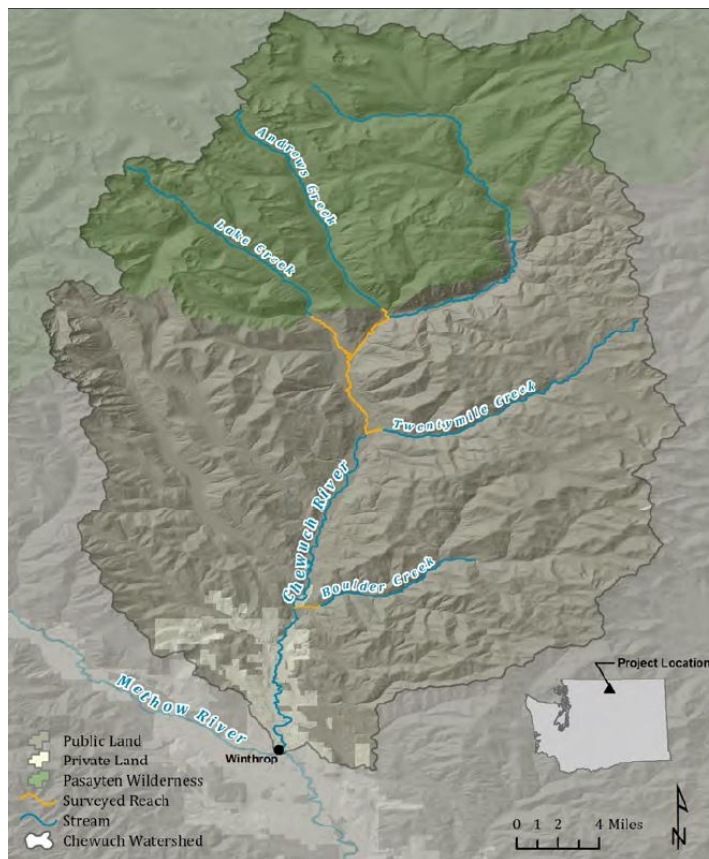 Andrews Creek
Lake Creek
Twentymile Creek
Chewuch River
Boulder Creek
Methow River
Winthrop
Project Location
Public Land
Private Land
Pasayten Wilderness
Surveyed Reach
Stream
Chewuch Watershed
0 1 2 4 Miles
N